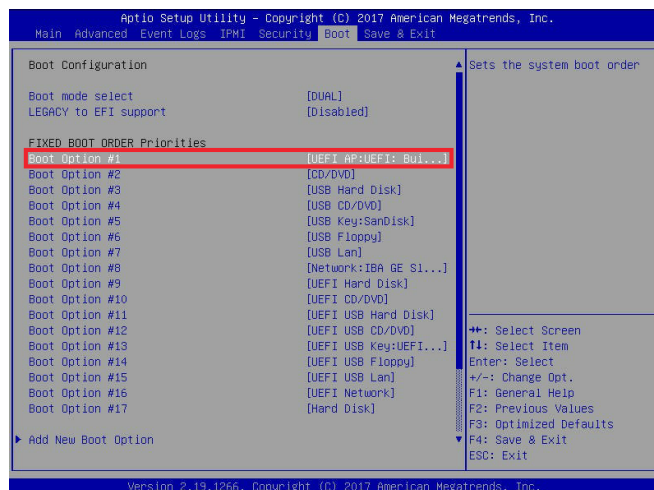 Aptio Setup Utility – Copyright (C) 2017 American Megatrends, Inc.
Main Advanced Event Logs IPMI Security Boot Save & Exit
Boot Configuration
Boot mode select [DUAL]
LEGACY to EFI support [Disabled]
FIXED BOOT ORDER Priorities
Boot Option #1 [UEFI AP:UEFI: Bui...]
Boot Option #2 [CD/DVD]
Boot Option #3 [USB Hard Disk]
Boot Option #4 [USB CD/DVD]
Boot Option #5 [USB Key:SanDisk]
Boot Option #6 [USB Floppy]
Boot Option #7 [USB Lan]
Boot Option #8 [Network:IBA GE Sl...]
Boot Option #9 [UEFI Hard Disk]
Boot Option #10 [UEFI CD/DVD]
Boot Option #11 [UEFI USB Hard Disk]
Boot Option #12 [UEFI USB CD/DVD]
Boot Option #13 [UEFI USB Key:UEFI...]
Boot Option #14 [UEFI USB Floppy]
Boot Option #15 [UEFI USB Lan]
Boot Option #16 [UEFI Network]
Boot Option #17 [Hard Disk]
Add New Boot Option
Sets the system boot order
→←: Select Screen
↑↓: Select Item
Enter: Select
+/-: Change Opt.
F1: General Help
F2: Previous Values
F3: Optimized Defaults
F4: Save & Exit
ESC: Exit
Version 2.19.1266. Copyright (C) 2017 American Megatrends, Inc.